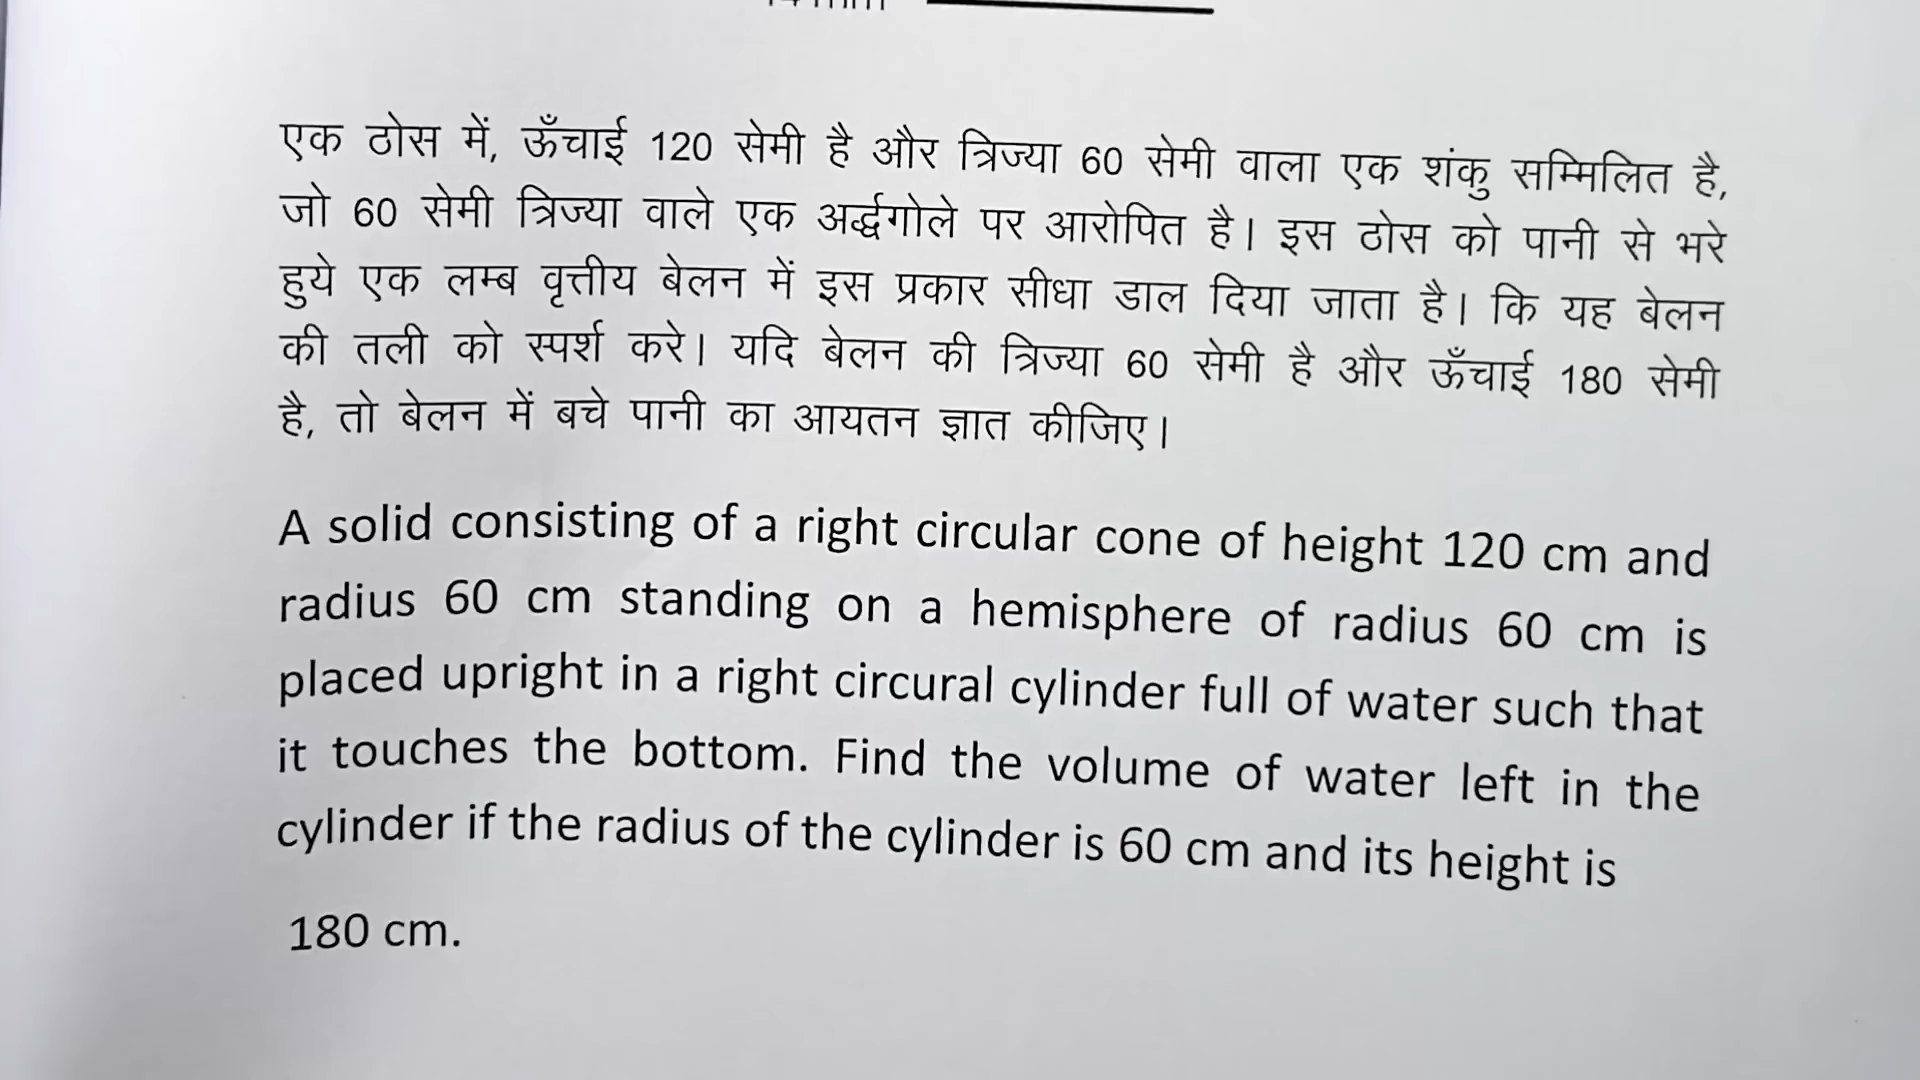 एक ठोस में, ऊँचाई 120 सेमी है और त्रिज्या 60 सेमी वाला एक शंकु सम्मिलित है,
जो 60 सेमी त्रिज्या वाले एक अर्द्धगोले पर आरोपित है। इस ठोस को पानी से भरे
हुये एक लम्ब वृत्तीय बेलन में इस प्रकार सीधा डाल दिया जाता है। कि यह बेलन
की तली को स्पर्श करे। यदि बेलन की त्रिज्या 60 सेमी है और ऊँचाई 180 सेमी
है, तो बेलन में बचे पानी का आयतन ज्ञात कीजिए।
A solid consisting of a right circular cone of height 120 cm and
radius 60 cm standing on a hemisphere of radius 60 cm is
placed upright in a right circural cylinder full of water such that
it touches the bottom. Find the volume of water left in the
cylinder if the radius of the cylinder is 60 cm and its height is
180 cm.